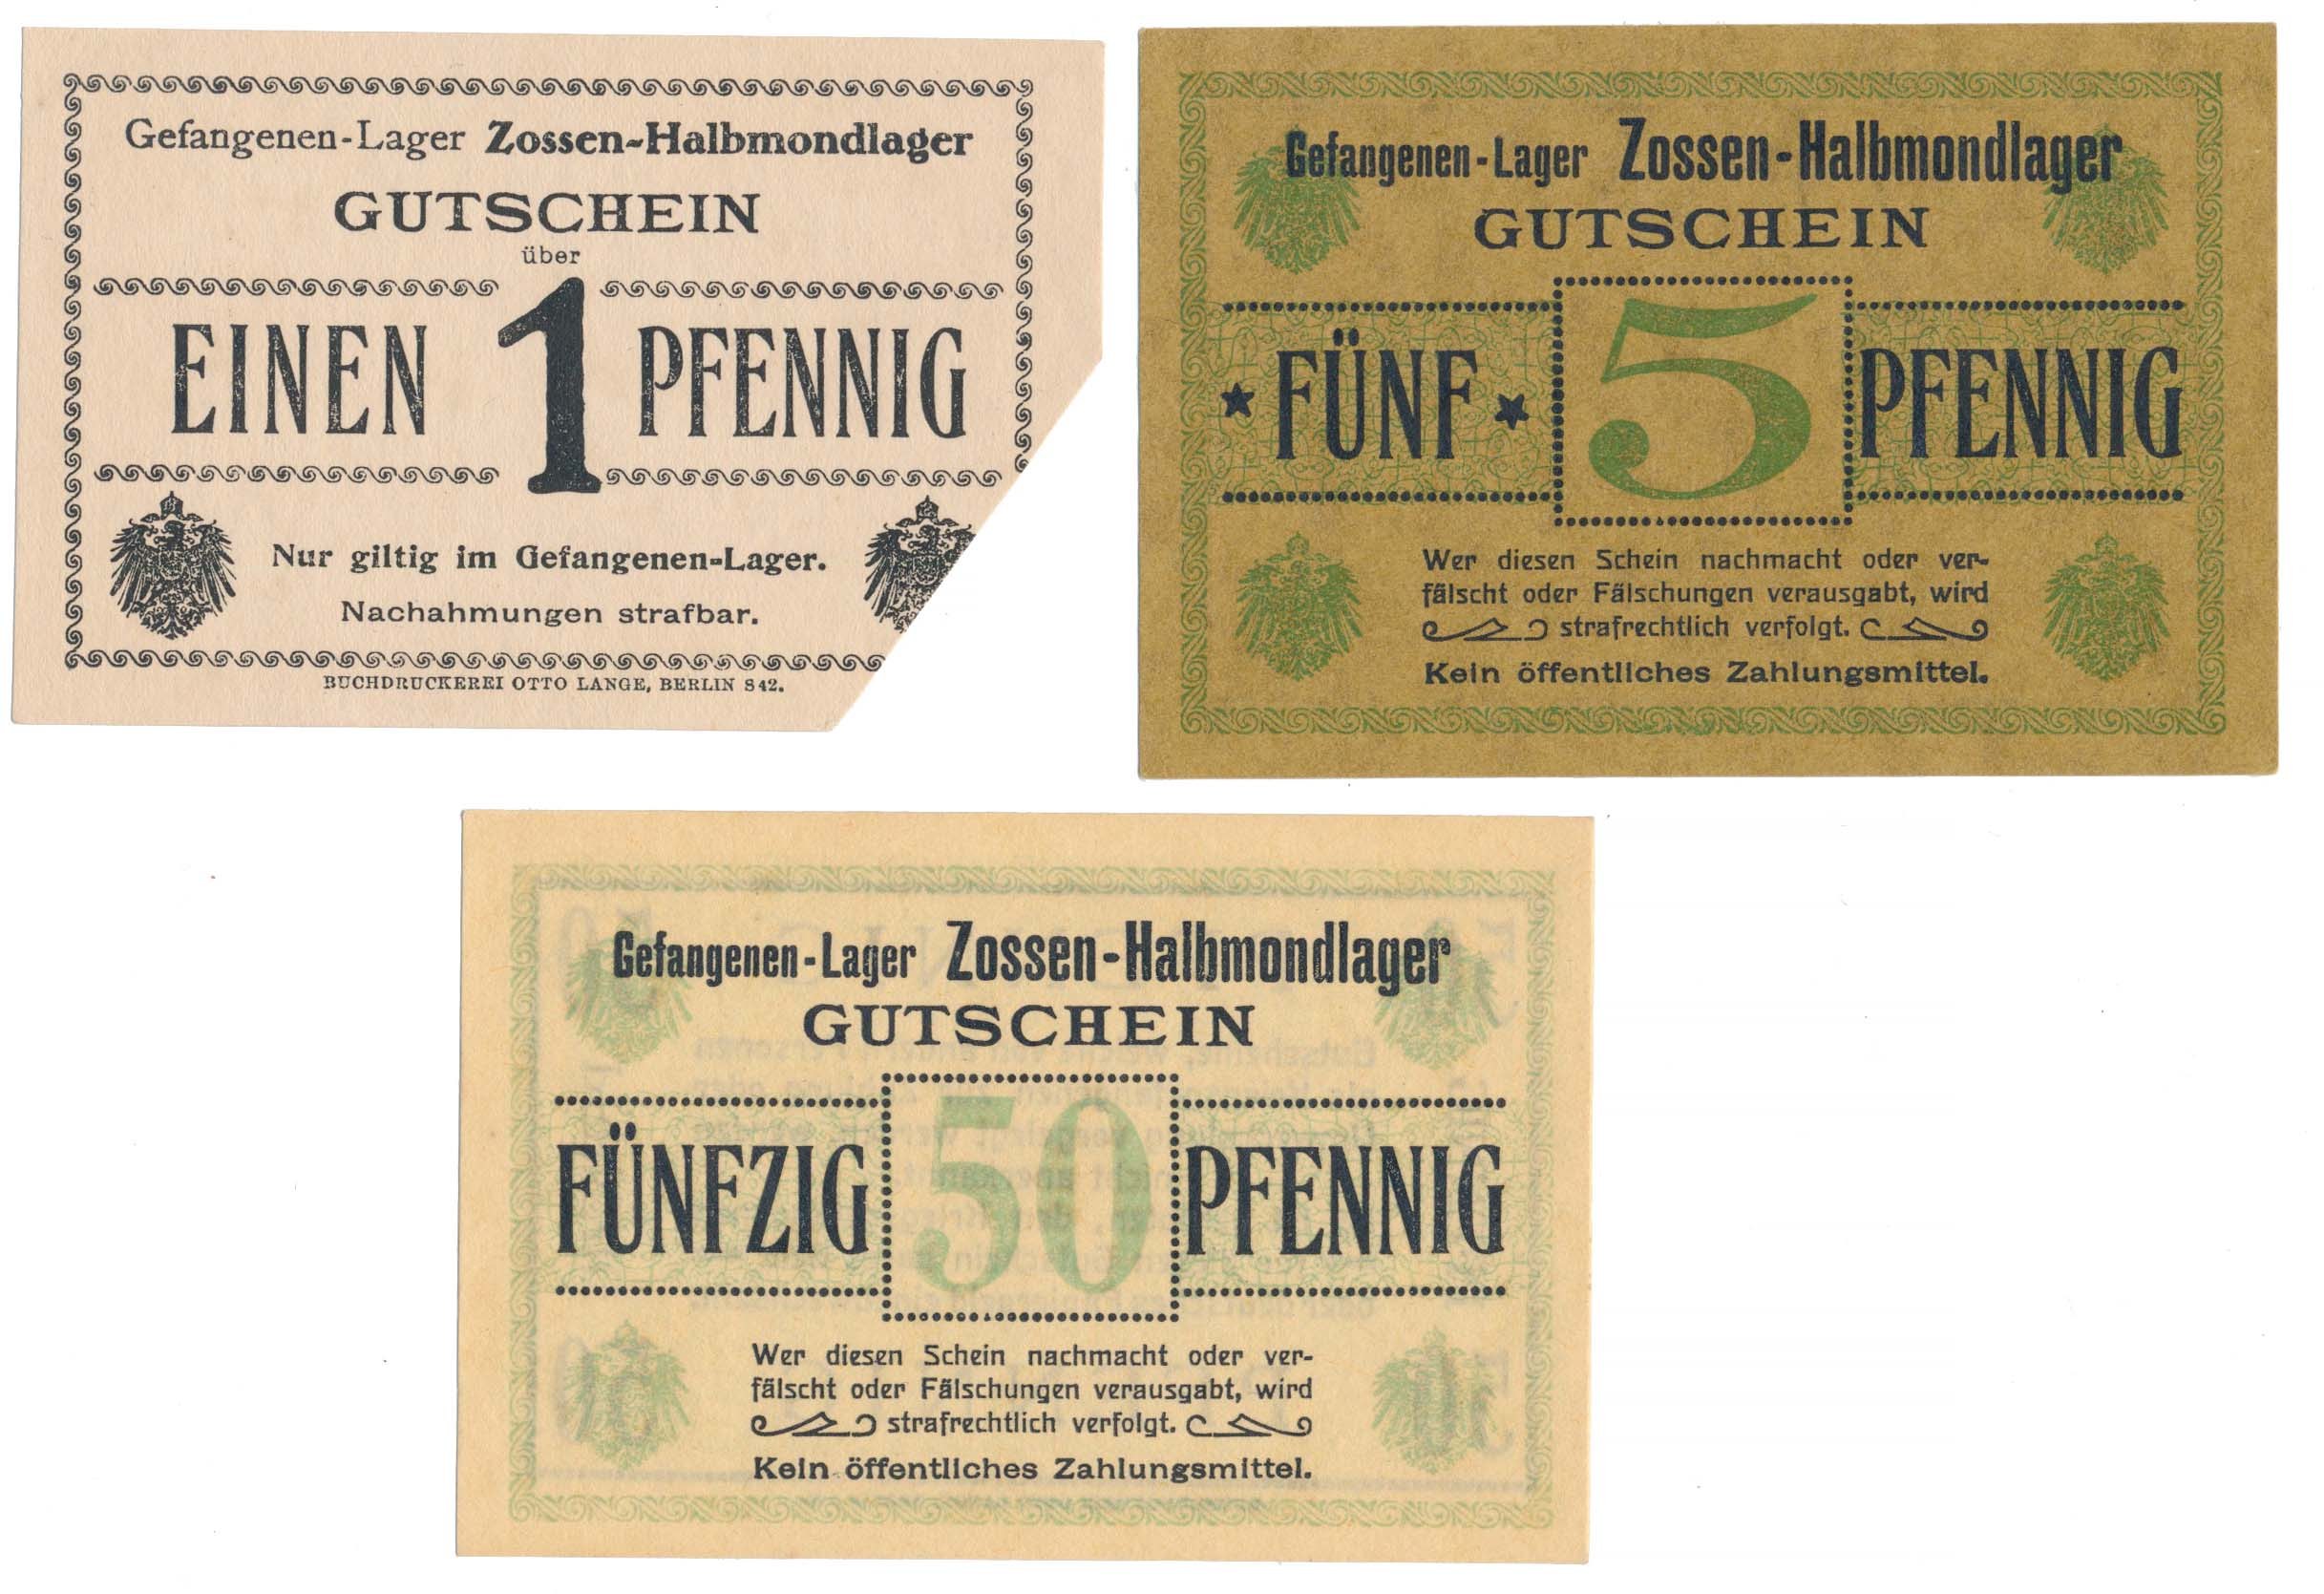 Gefangenen-Lager Zossen-Halbmondlager
GUTSCHEIN
über
EINEN 1 PFENNIG
Nur giltig im Gefangenen-Lager.
Nachahmungen strafbar.
BUCHDRUCKEREI OTTO LANGE, BERLIN S 42.
Gefangenen-Lager Zossen-Halbmondlager
GUTSCHEIN
FÜNF 5 PFENNIG
Wer diesen Schein nachmacht oder ver-
fälscht oder Fälschungen verausgabt, wird
strafrechtlich verfolgt.
Kein öffentliches Zahlungsmittel.
Gefangenen-Lager Zossen-Halbmondlager
GUTSCHEIN
FÜNFZIG 50 PFENNIG
Wer diesen Schein nachmacht oder ver-
fälscht oder Fälschungen verausgabt, wird
strafrechtlich verfolgt.
Kein öffentliches Zahlungsmittel.